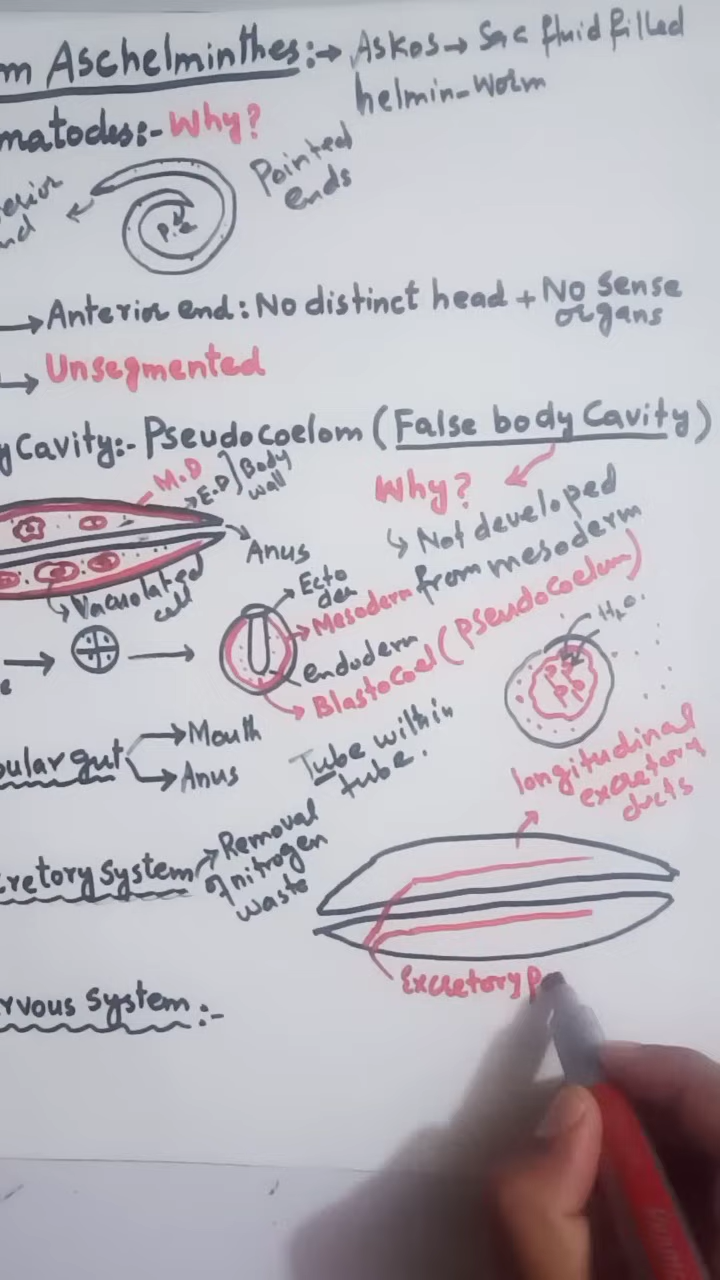 m Aschelminthes:→ Askos→ Sac fluid filled
helmin-Worm
matodes:- Why?
Pointed
ends
erior
nd
→Anterior end: No distinct head + No Sense
organs
→ Unsegmented
y Cavity:- Pseudocoelom (False body Cavity)
M.D
→E.D
Body
wall
Why?
↳ Not developed
from mesoderm
Anus
Vacuolated
cell
Ecto
der
Mesoderm
endoderm
Blastocoel (pseudocoelom)
H₂O
ular gut →Mouth
→Anus
Tube within
tube.
longitudinal
excretory
ducts
cretory System → Removal
of nitrogen
waste
Excretory p
rvous System:-